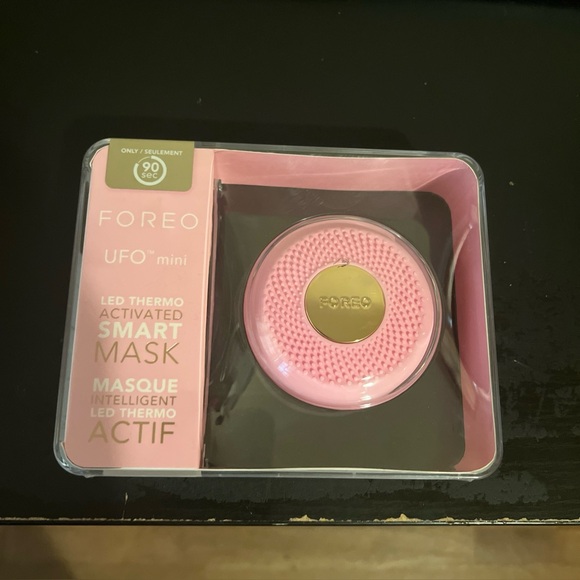 ONLY / SEULEMENT
90
sec
FOREO
UFO™ mini
LED THERMO
ACTIVATED
SMART
MASK
MASQUE
INTELLIGENT
LED THERMO
ACTIF
FOREO